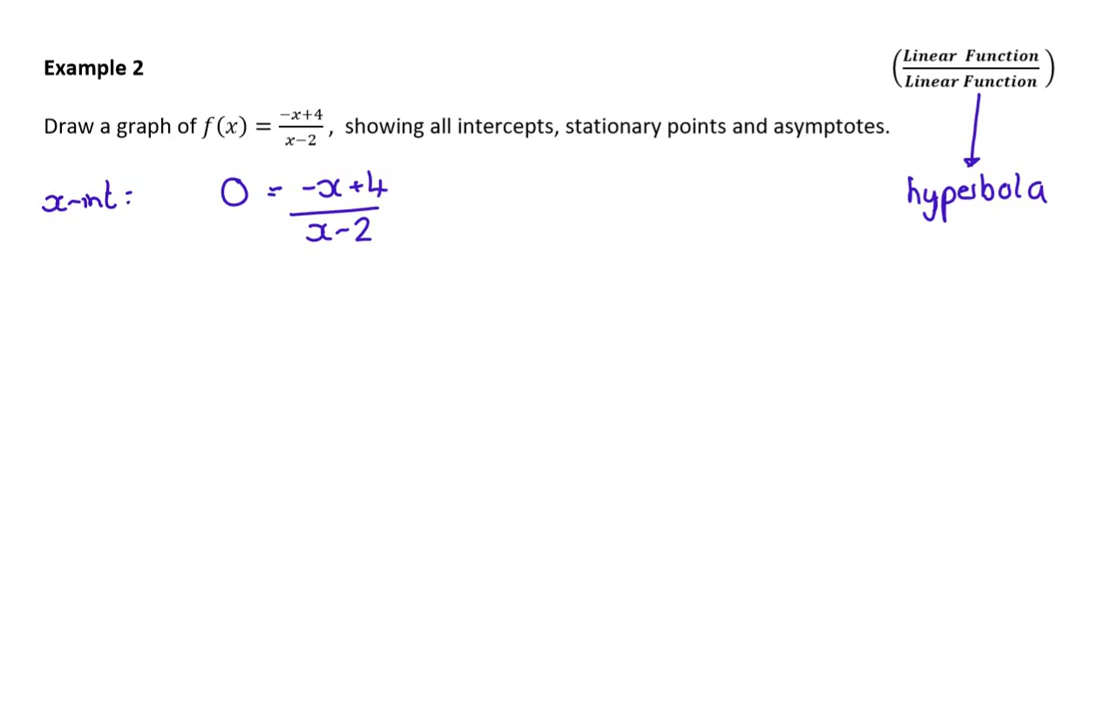 Example 2
(Linear Function / Linear Function)
Draw a graph of f(x) = (-x+4)/(x-2), showing all intercepts, stationary points and asymptotes.
hyperbola
x-int: 0 = (-x+4)/(x-2)